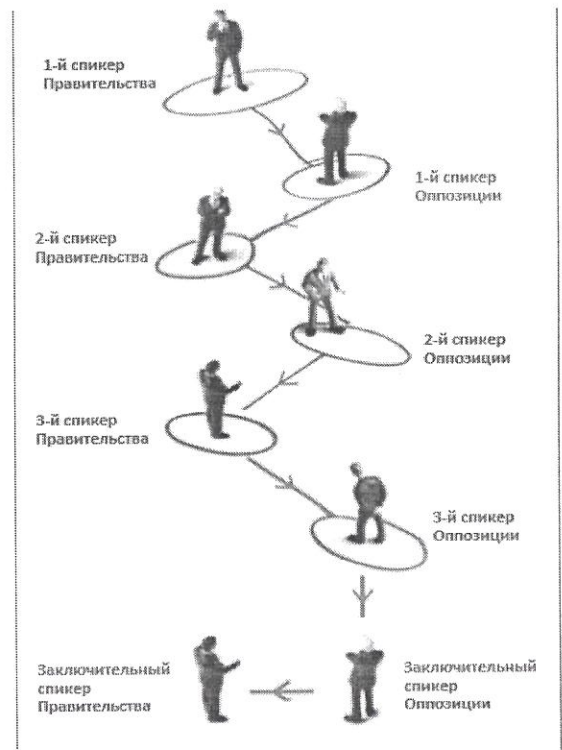 1-й спикер
Правительства
1-й спикер
Оппозиции
2-й спикер
Правительства
2-й спикер
Оппозиции
3-й спикер
Правительства
3-й спикер
Оппозиции
Заключительный
спикер
Правительства
Заключительный
спикер
Оппозиции